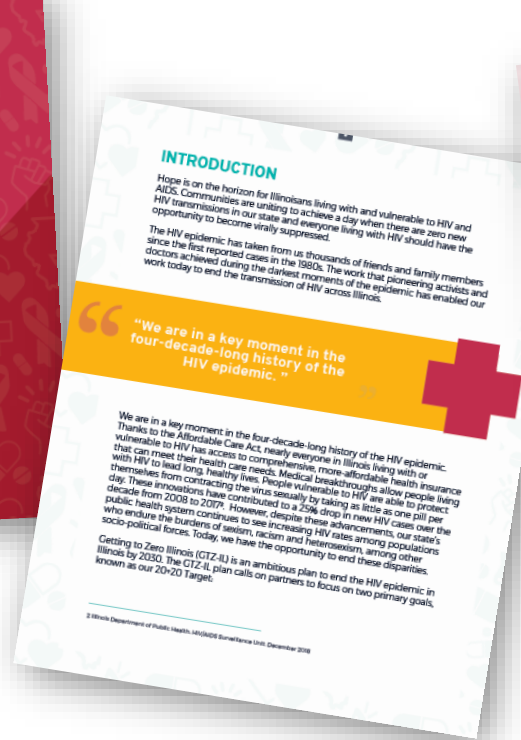 INTRODUCTION
Hope is on the horizon for Illinoisans living with and vulnerable to HIV and
AIDS. Communities are uniting to achieve a day when there are zero new
HIV transmissions in our state and everyone living with HIV should have the
opportunity to become virally suppressed.
The HIV epidemic has taken from us thousands of friends and family members
since the first reported cases in the 1980s. The work that pioneering activists and
doctors achieved during the darkest moments of the epidemic has enabled our
work today to end the transmission of HIV across Illinois.
“
"We are in a key moment in the
four-decade-long history of the
HIV epidemic. "
”
We are in a key moment in the four-decade-long history of the HIV epidemic.
Thanks to the Affordable Care Act, nearly everyone in Illinois living with or
vulnerable to HIV has access to comprehensive, more-affordable health insurance
that can meet their health care needs. Medical breakthroughs allow people living
with HIV to lead long, healthy lives. People vulnerable to HIV are able to protect
themselves from contracting the virus sexually by taking as little as one pill per
day. These innovations have contributed to a 25% drop in new HIV cases over the
decade from 2008 to 2017². However, despite these advancements, our state's
public health system continues to see increasing HIV rates among populations
who endure the burdens of sexism, racism and heterosexism, among other
socio-political forces. Today, we have the opportunity to end these disparities.
Getting to Zero Illinois (GTZ-IL) is an ambitious plan to end the HIV epidemic in
Illinois by 2030. The GTZ-IL plan calls on partners to focus on two primary goals,
known as our 20+20 Target:
2 Illinois Department of Public Health. HIV/AIDS Surveillance Unit. December 2018